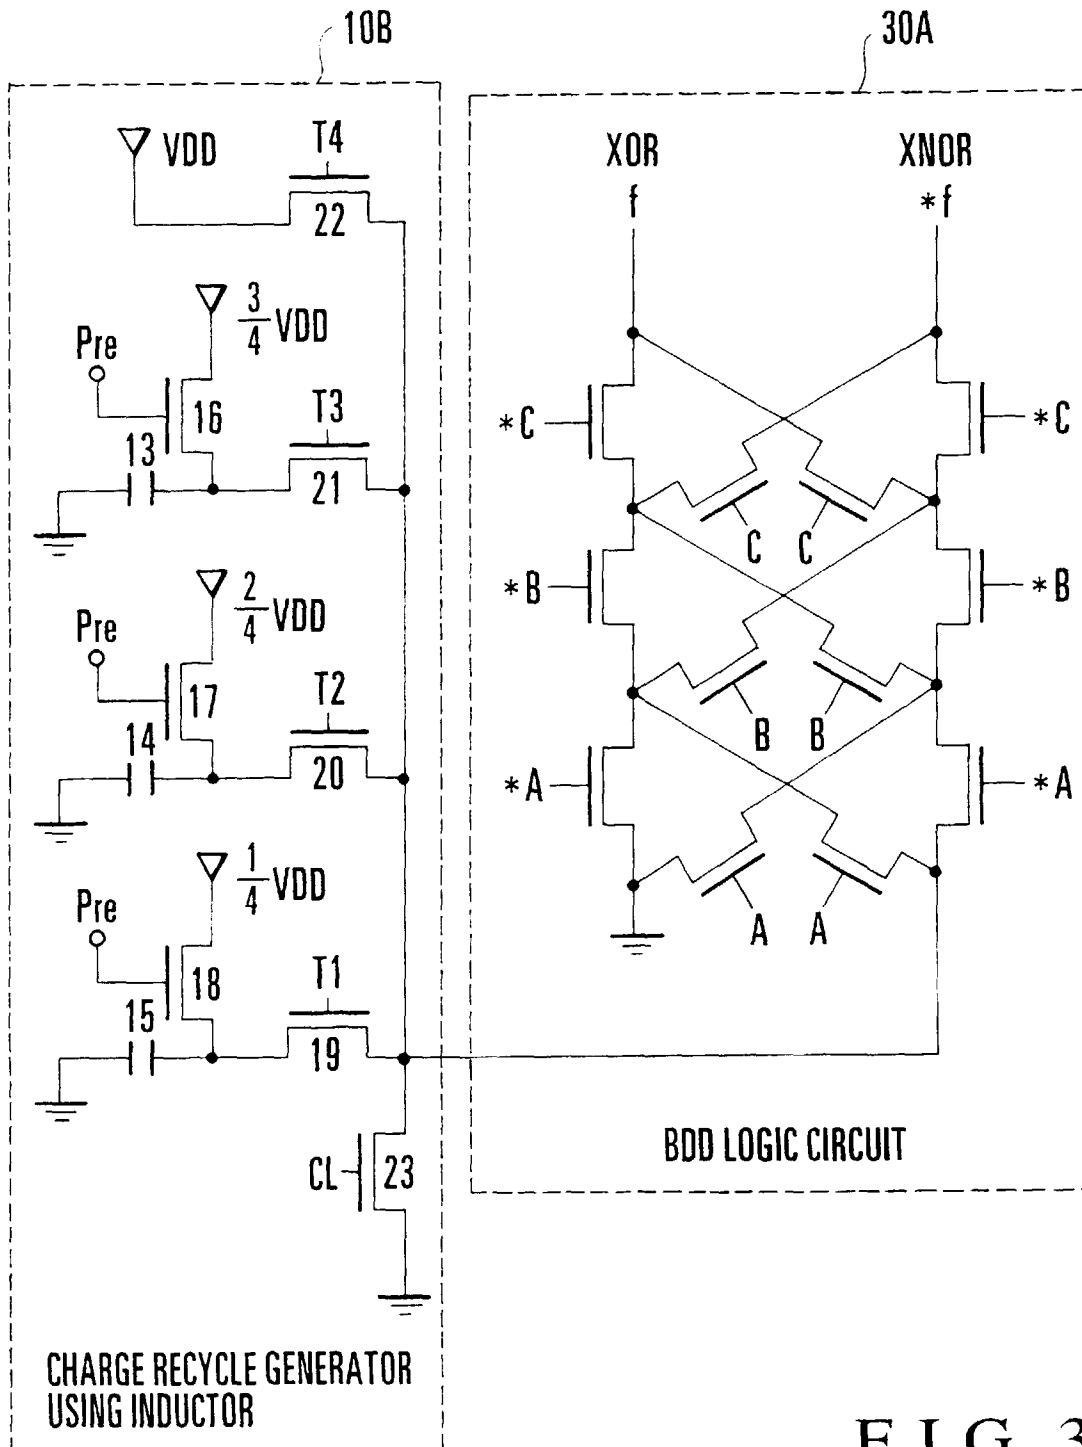 10B
30A
VDD
T4
22
XOR
f
XNOR
*f
3/4 VDD
Pre
16
13
T3
21
*C
*C
C
C
2/4 VDD
Pre
17
14
T2
20
*B
*B
B
B
1/4 VDD
Pre
18
15
T1
19
*A
*A
A
A
CL
23
BDD LOGIC CIRCUIT
CHARGE RECYCLE GENERATOR
USING INDUCTOR
FIG. 3